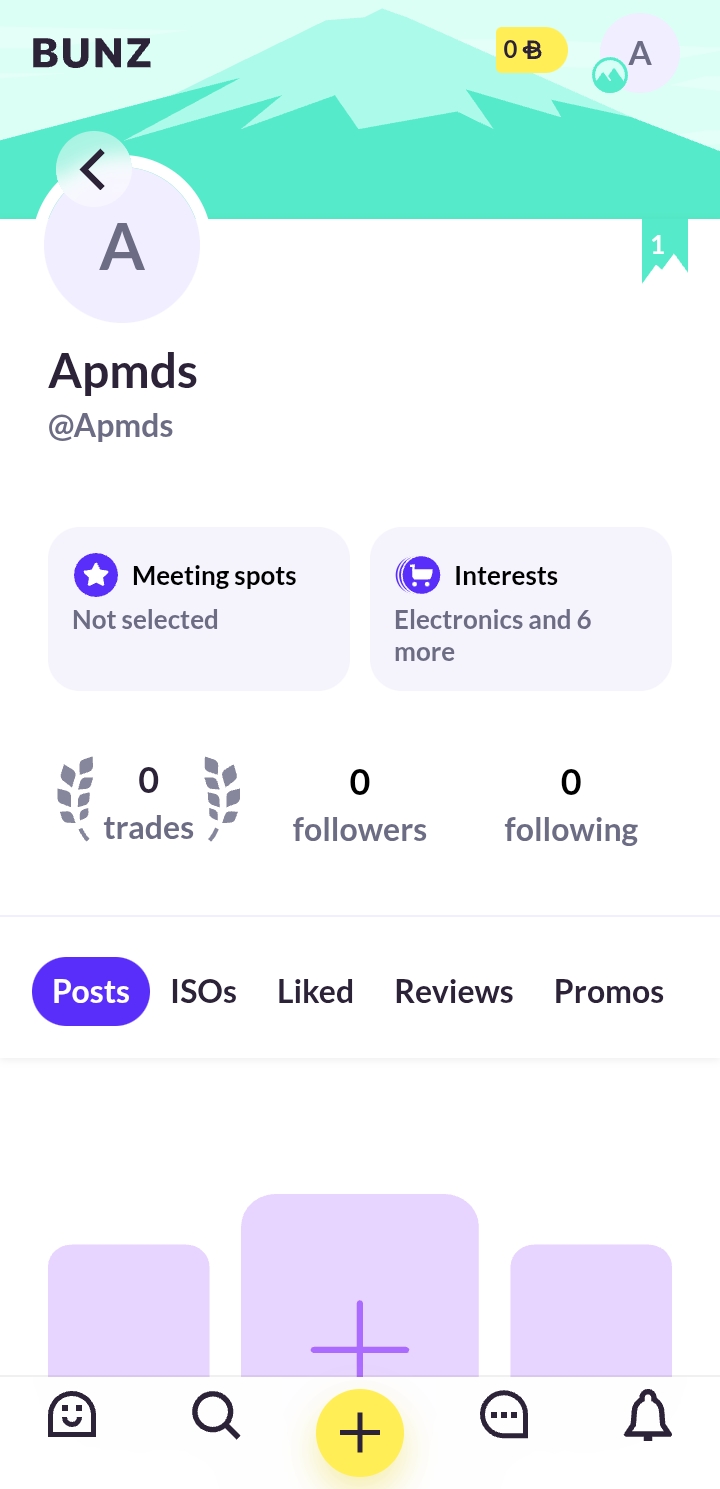 BUNZ
0 Ƀ
A
A
1
Apmds
@Apmds
Meeting spots
Not selected
Interests
Electronics and 6
more
0
trades
0
followers
0
following
Posts ISOs Liked Reviews Promos